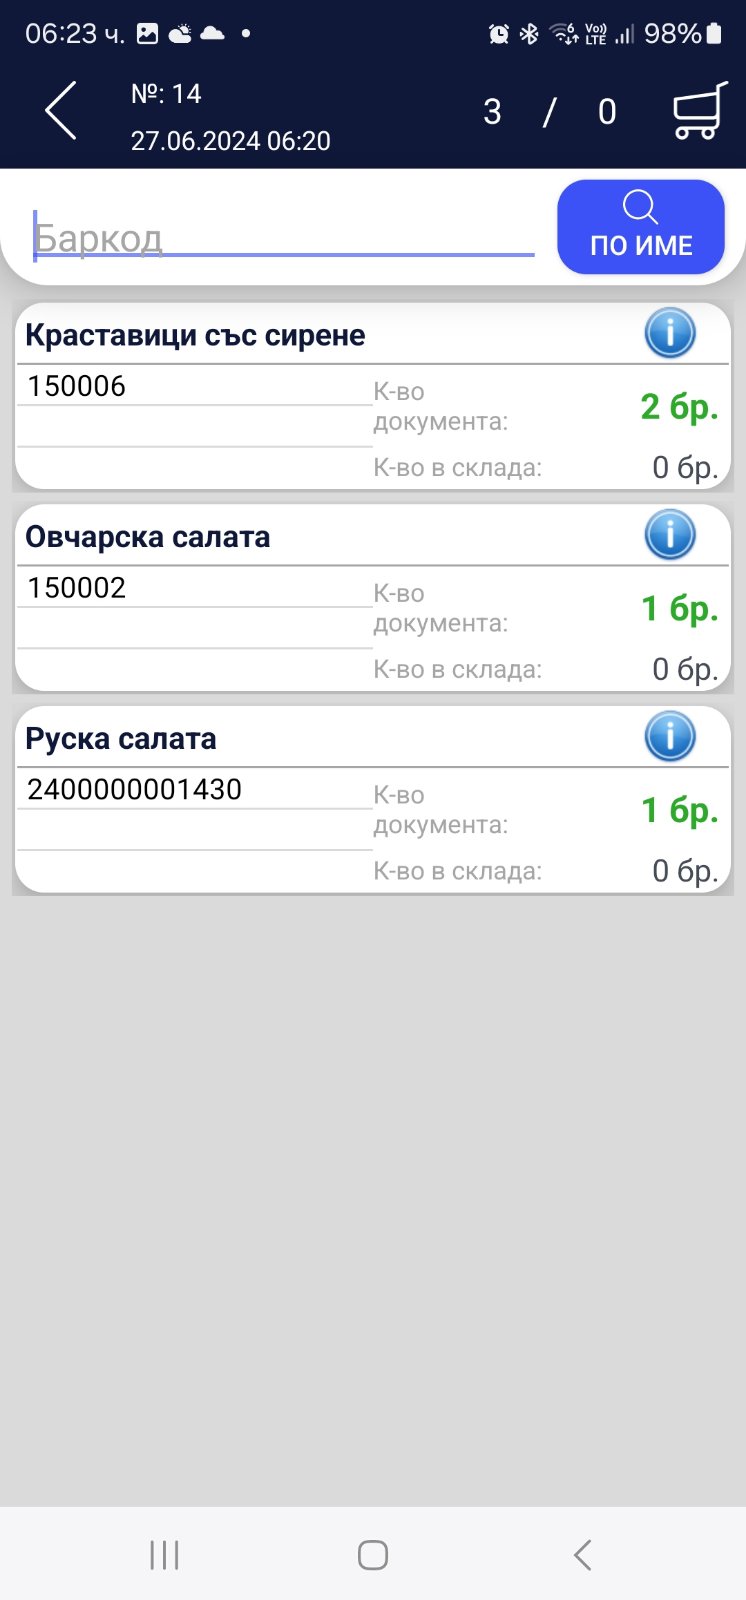 06:23 ч. 98%
№: 14
27.06.2024 06:20
3 / 0
Баркод
ПО ИМЕ
Краставици със сирене
150006
К-во
документа:
2 бр.
К-во в склада: 0 бр.
Овчарска салата
150002
К-во
документа:
1 бр.
К-во в склада: 0 бр.
Руска салата
2400000001430
К-во
документа:
1 бр.
К-во в склада: 0 бр.